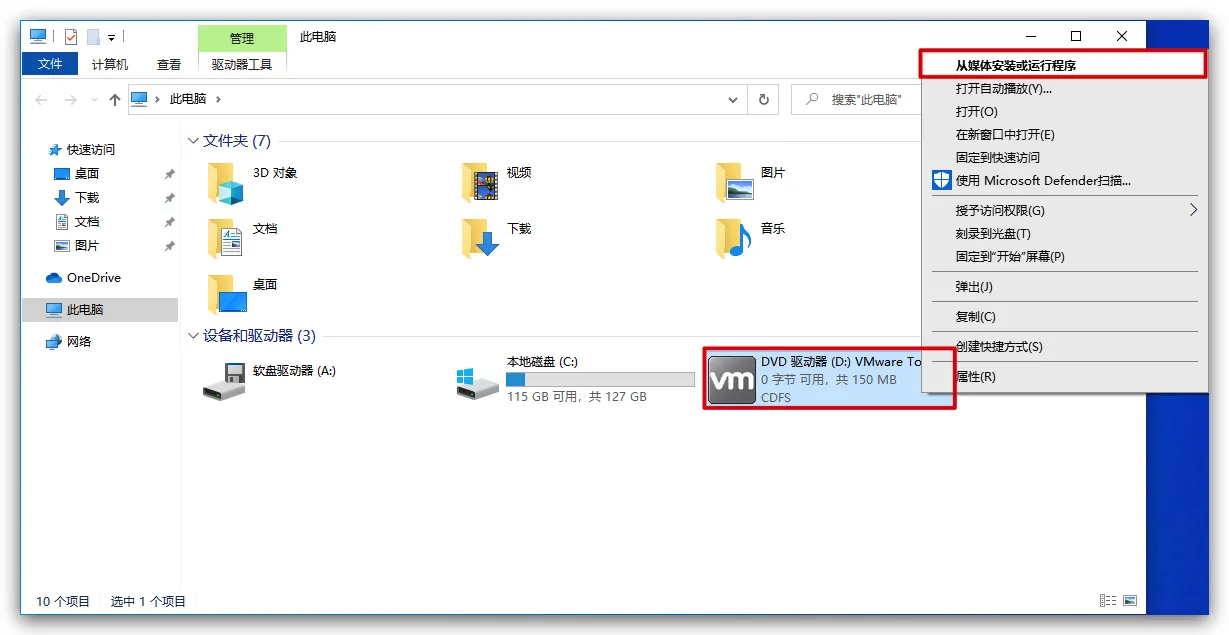 管理
此电脑
文件
计算机
查看
驱动器工具
此电脑
搜索"此电脑"
快速访问
桌面
下载
文档
图片
OneDrive
此电脑
网络
文件夹 (7)
3D 对象
视频
图片
文档
下载
音乐
桌面
设备和驱动器 (3)
软盘驱动器 (A:)
本地磁盘 (C:)
115 GB 可用，共 127 GB
DVD 驱动器 (D:) VMware To
vm
0 字节 可用，共 150 MB
CDFS
从媒体安装或运行程序
打开自动播放(Y)...
打开(O)
在新窗口中打开(E)
固定到快速访问
使用 Microsoft Defender扫描...
授予访问权限(G)
刻录到光盘(T)
固定到"开始"屏幕(P)
弹出(J)
复制(C)
创建快捷方式(S)
属性(R)
10 个项目
选中 1 个项目